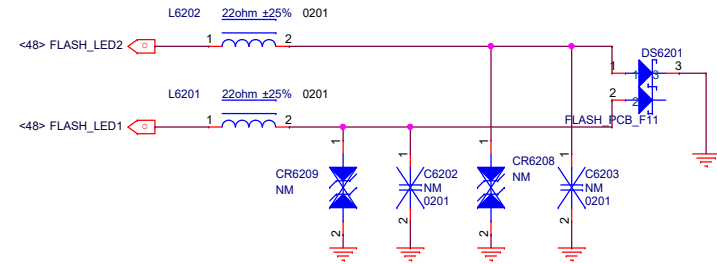 L6202 22ohm ±25% 0201
<48> FLASH_LED2 1 2
DS6201
1 1 3 3
L6201 22ohm ±25% 0201
2 2
<48> FLASH_LED1 1 2
FLASH_PCB_F11
1 1 1 1
CR6209 NM
C6202 NM 0201
CR6208 NM
C6203 NM 0201
2 2 2 2